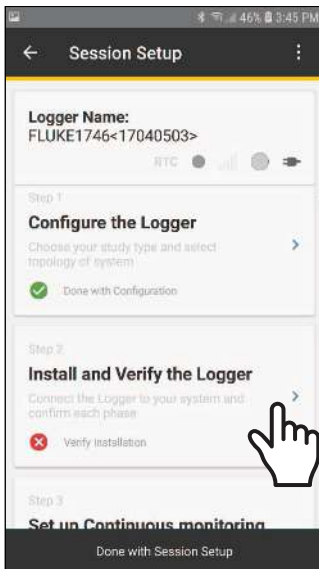 46% 3:45 PM
Session Setup
Logger Name:
FLUKE1746<17040503>
RTC
Step 1
Configure the Logger
Choose your study type and select
topology of system
Done with Configuration
Step 2
Install and Verify the Logger
Connect the Logger to your system and
confirm each phase
Verify Installation
Step 3
Set up Continuous monitoring
Done with Session Setup